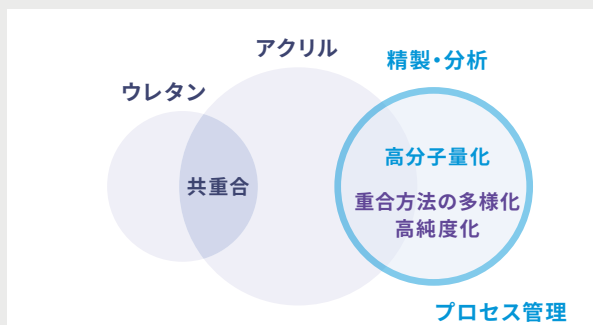 アクリル
精製・分析
ウレタン
高分子量化
共重合
重合方法の多様化
高純度化
プロセス管理